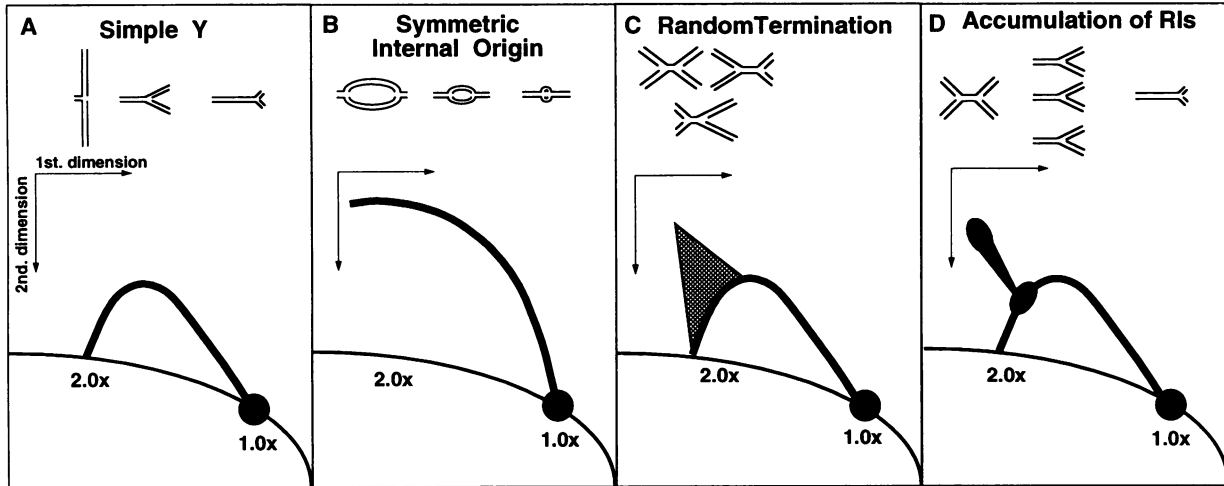 A Simple Y
1st. dimension
2nd. dimension
2.0x
1.0x
B Symmetric
Internal Origin
2.0x
1.0x
C RandomTermination
2.0x
1.0x
D Accumulation of RIs
2.0x
1.0x